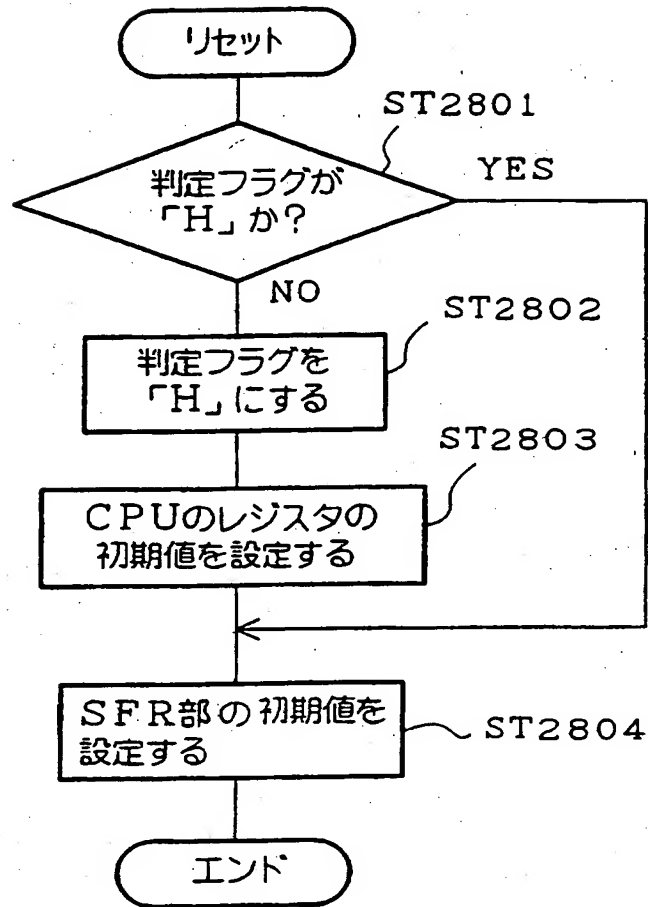 リセット
ST2801
判定フラグが
「H」か？
YES
NO
ST2802
判定フラグを
「H」にする
ST2803
CPUのレジスタの
初期値を設定する
SFR部の初期値を
設定する
ST2804
エンド